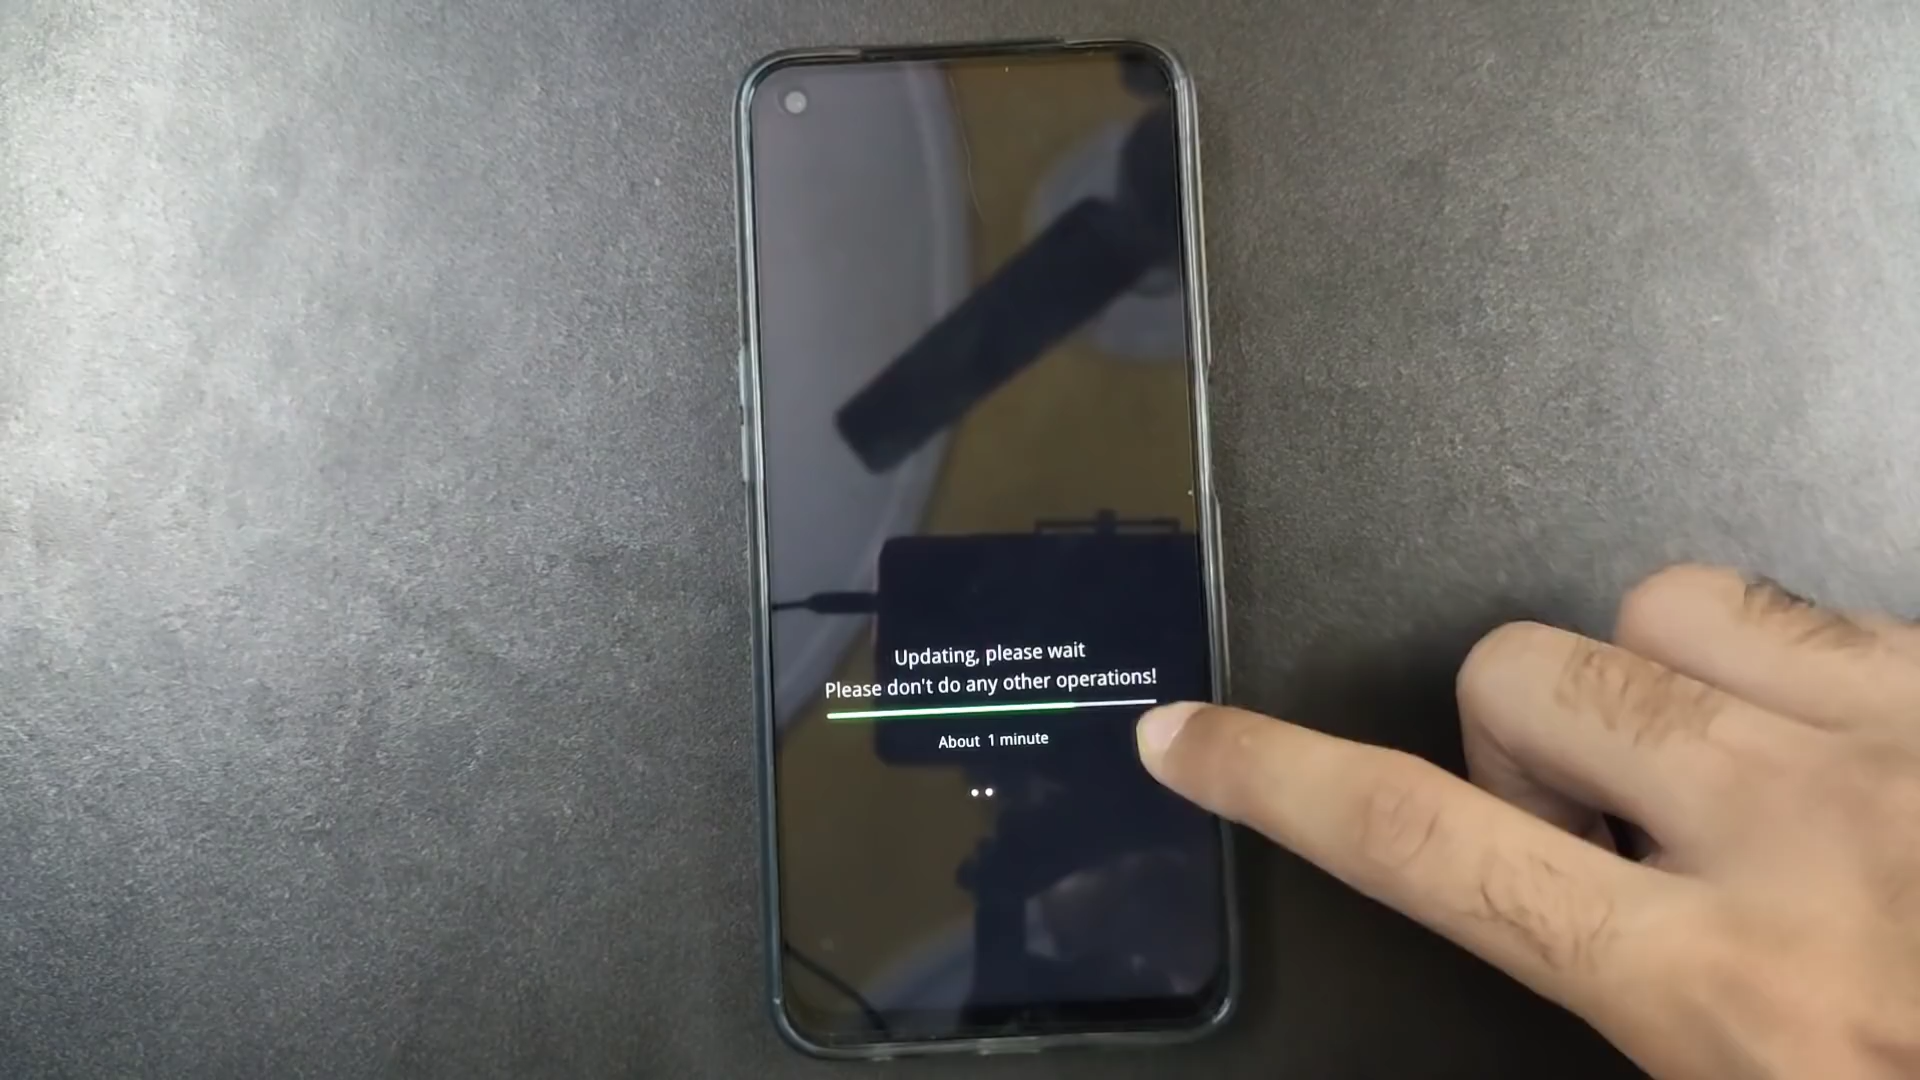 Updating, please wait
Please don't do any other operations!
About 1 minute